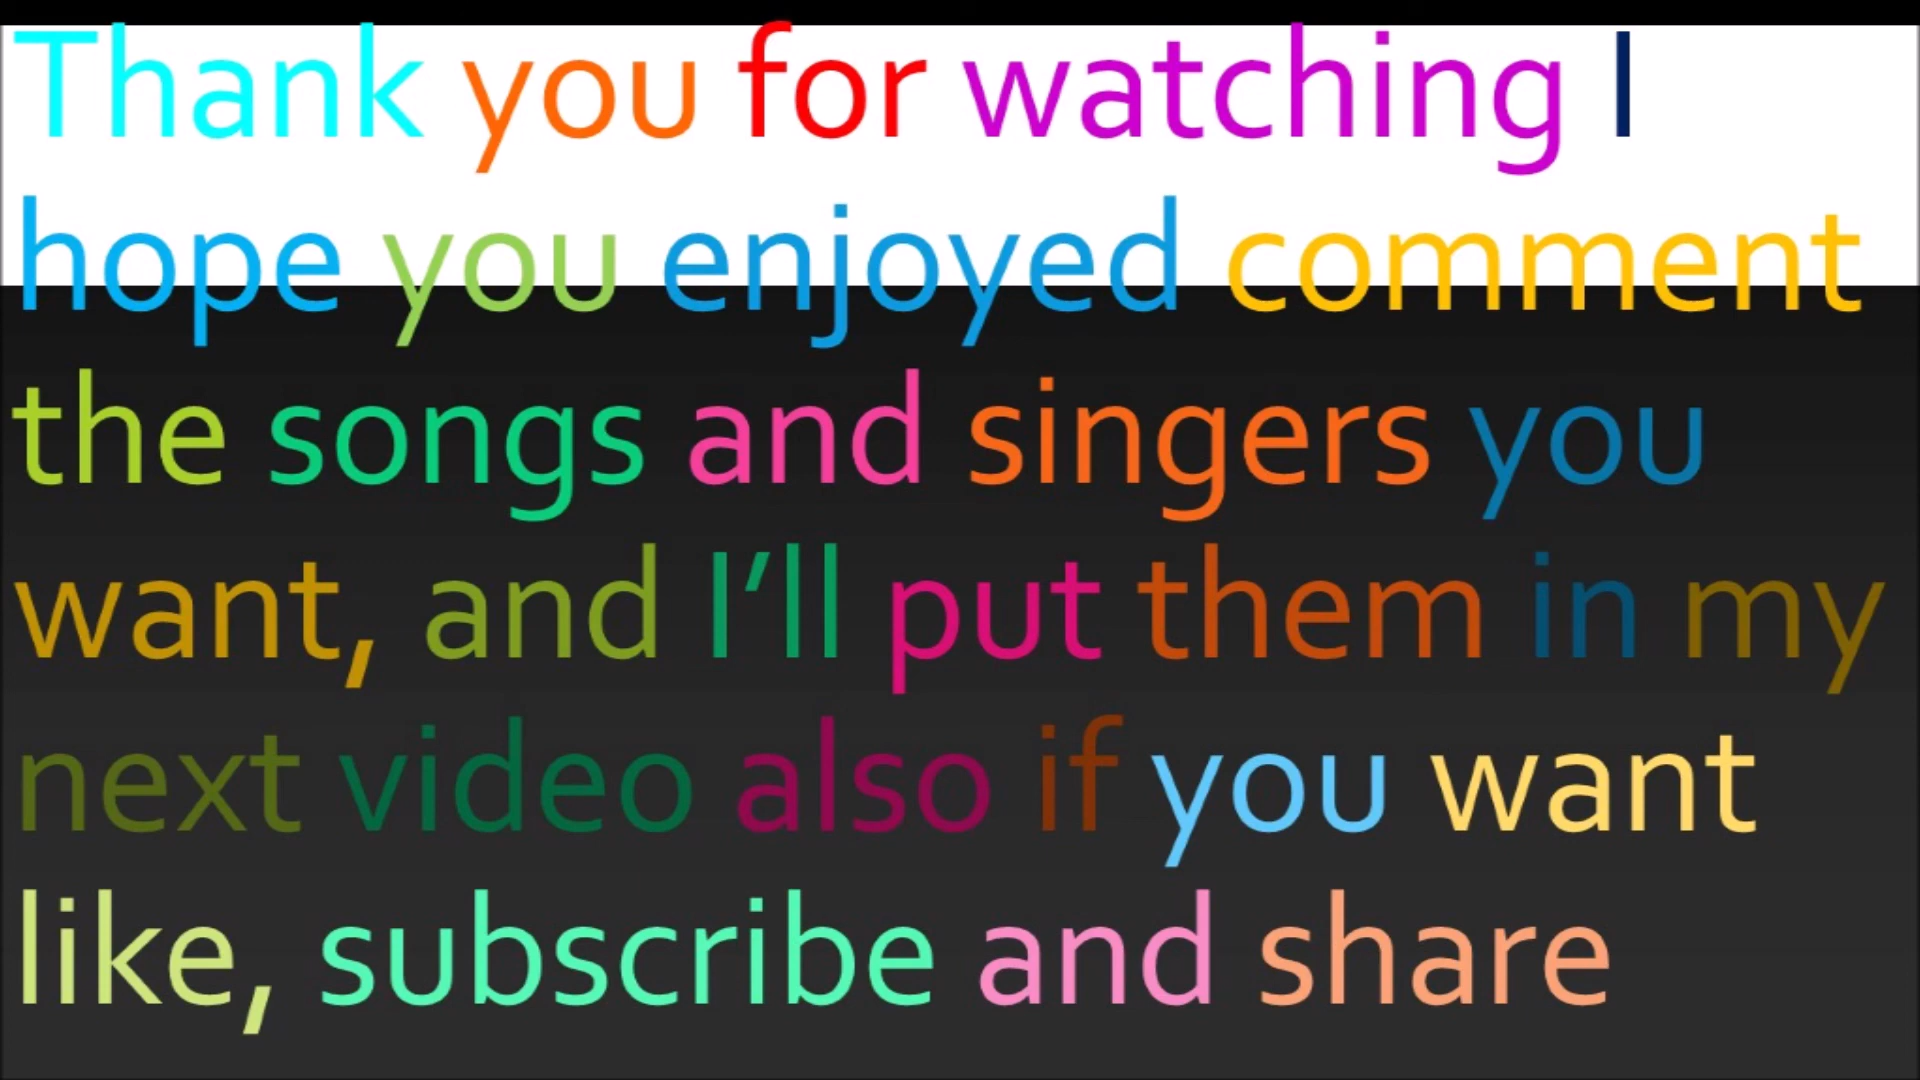 Thank you for watching I
hope you enjoyed comment
the songs and singers you
want, and I’ll put them in my
next video also if you want
like, subscribe and share